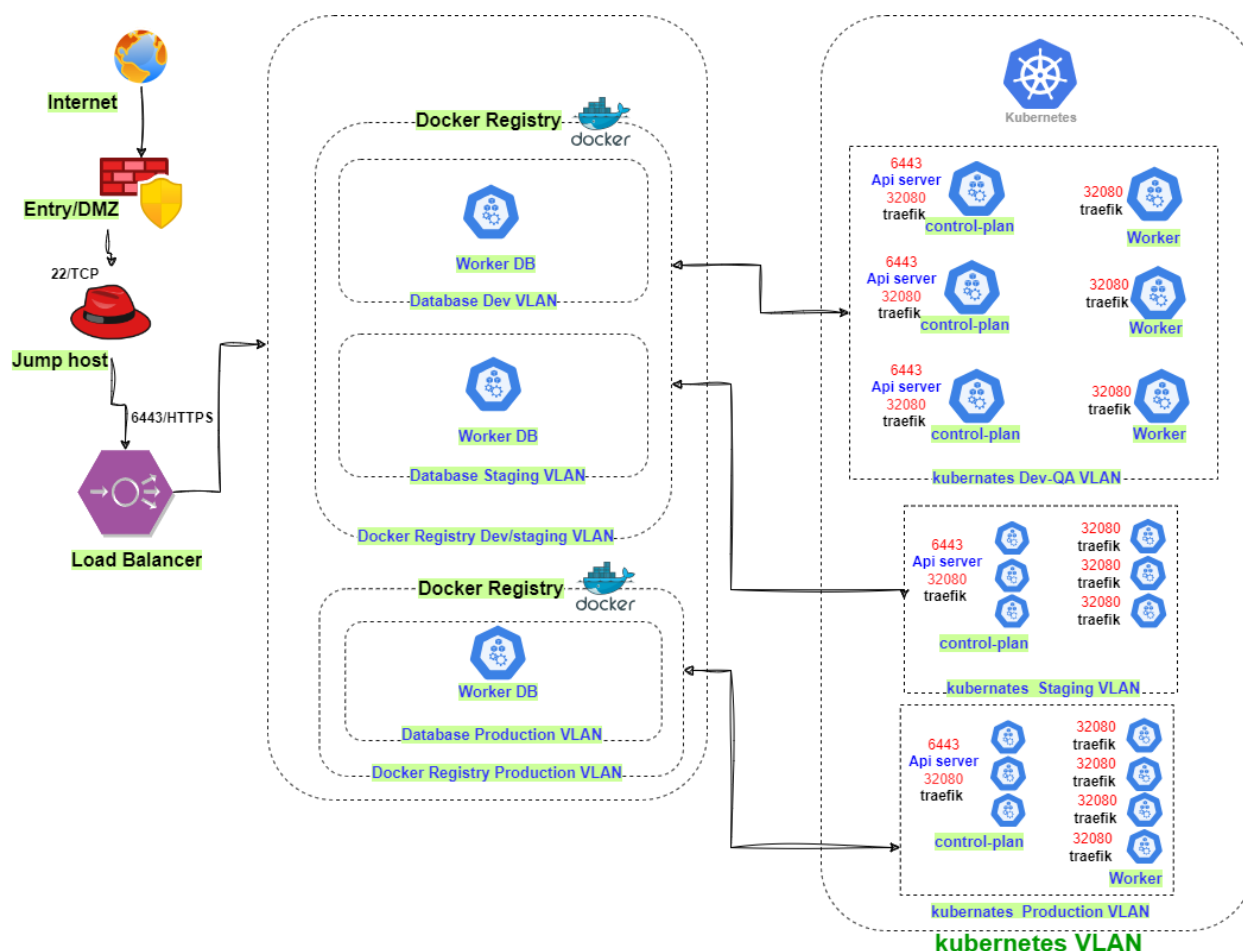 Internet
Entry/DMZ
22/TCP
Jump host
6443/HTTPS
Load Balancer
Docker Registry
docker
Worker DB
Database Dev VLAN
Worker DB
Database Staging VLAN
Docker Registry Dev/staging VLAN
Docker Registry
docker
Worker DB
Database Production VLAN
Docker Registry Production VLAN
Kubernetes
6443
Api server
32080
traefik
control-plan
32080
traefik
Worker
6443
Api server
32080
traefik
control-plan
32080
traefik
Worker
6443
Api server
32080
traefik
control-plan
32080
traefik
Worker
kubernates Dev-QA VLAN
6443
Api server
32080
traefik
control-plan
32080
traefik
32080
traefik
32080
traefik
kubernates Staging VLAN
6443
Api server
32080
traefik
control-plan
32080
traefik
32080
traefik
32080
traefik
32080
traefik
Worker
kubernates Production VLAN
kubernetes VLAN